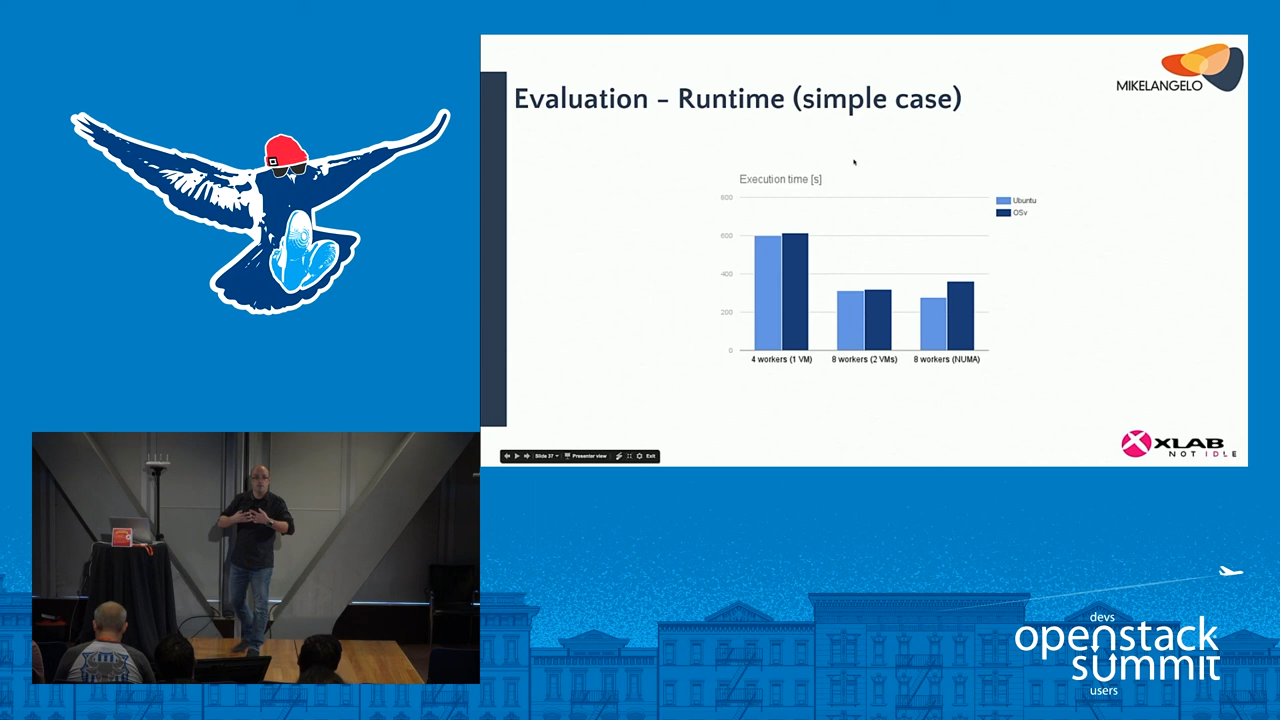 Evaluation – Runtime (simple case)
MIKELANGELO
Execution time [s]
800
600
400
200
0
Ubuntu
OSv
4 workers (1 VM)
8 workers (2 VMs)
8 workers (NUMA)
Slide 37
Presenter view
Exit
XLAB
NOT IDLE
devs
openstack
summit
users